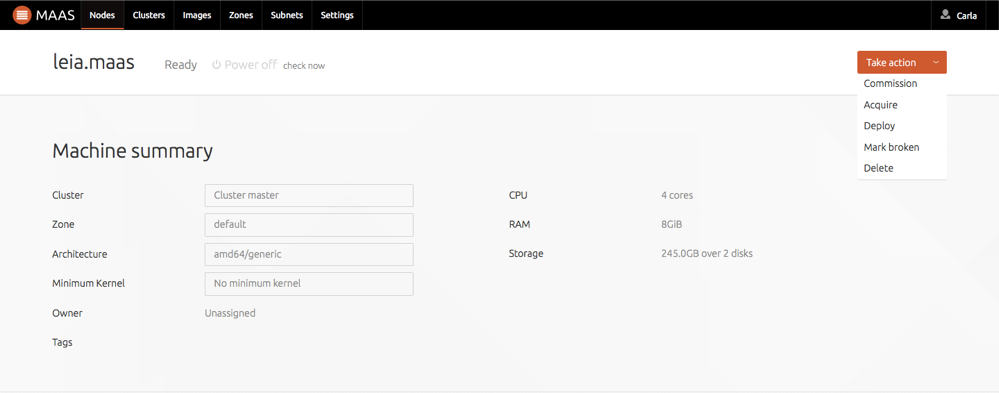 MAAS Nodes Clusters Images Zones Subnets Settings Carla
leia.maas Ready Power off check now Take action
Commission
Acquire
Deploy
Mark broken
Delete
Machine summary
Cluster Cluster master CPU 4 cores
Zone default RAM 8GiB
Architecture amd64/generic Storage 245.0GB over 2 disks
Minimum Kernel No minimum kernel
Owner Unassigned
Tags